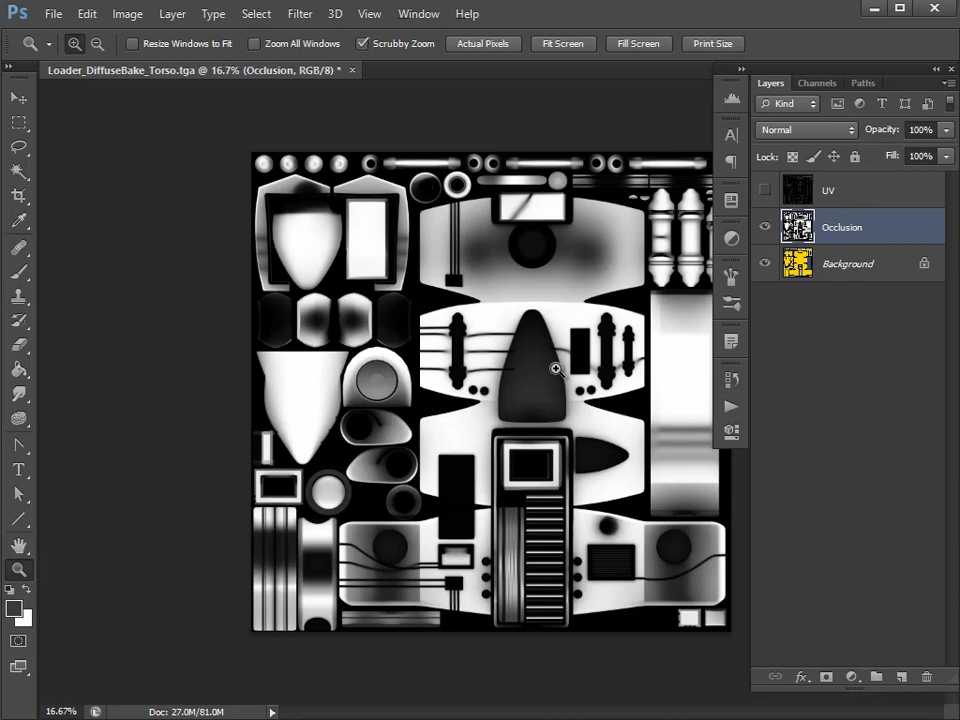 Ps File Edit Image Layer Type Select Filter 3D View Window Help
Resize Windows to Fit Zoom All Windows Scrubby Zoom Actual Pixels Fit Screen Fill Screen Print Size
Loader_DiffuseBake_Torso.tga @ 16.7% (Occlusion, RGB/8) * ×
Layers Channels Paths
Kind
Normal Opacity: 100%
Lock: Fill: 100%
UV
Occlusion
Background
16.67% Doc: 27.0M/81.0M